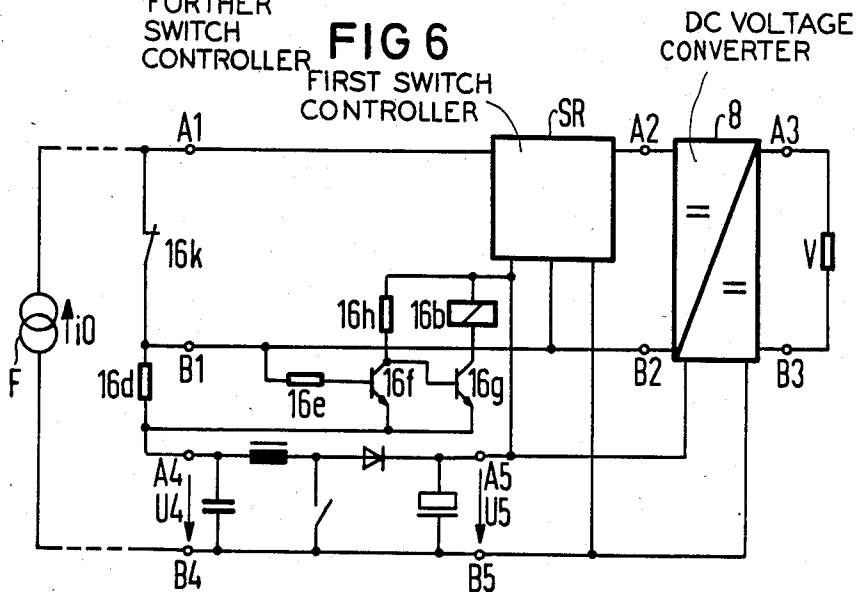 FURTHER
SWITCH
CONTROLLER
FIG 6
DC VOLTAGE
CONVERTER
FIRST SWITCH
CONTROLLER
A1
SR
A2
8
A3
16k
16h
16b
V
i0
F
B1
16d
16e
16f
16g
B2
B3
A4
U4
A5
U5
B4
B5